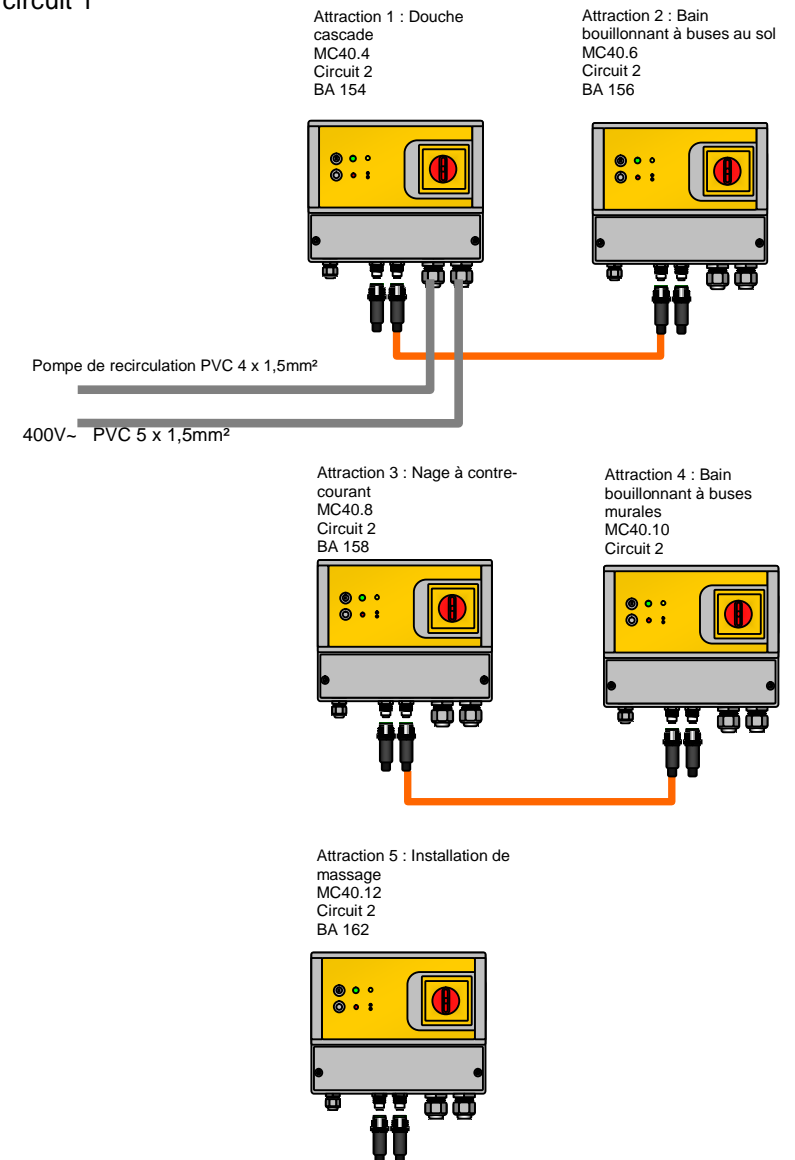 circuit 1
Attraction 1 : Douche
cascade
MC40.4
Circuit 2
BA 154
Attraction 2 : Bain
bouillonnant à buses au sol
MC40.6
Circuit 2
BA 156
Pompe de recirculation PVC 4 x 1,5mm²
400V~ PVC 5 x 1,5mm²
Attraction 3 : Nage à contre-
courant
MC40.8
Circuit 2
BA 158
Attraction 4 : Bain
bouillonnant à buses
murales
MC40.10
Circuit 2
Attraction 5 : Installation de
massage
MC40.12
Circuit 2
BA 162